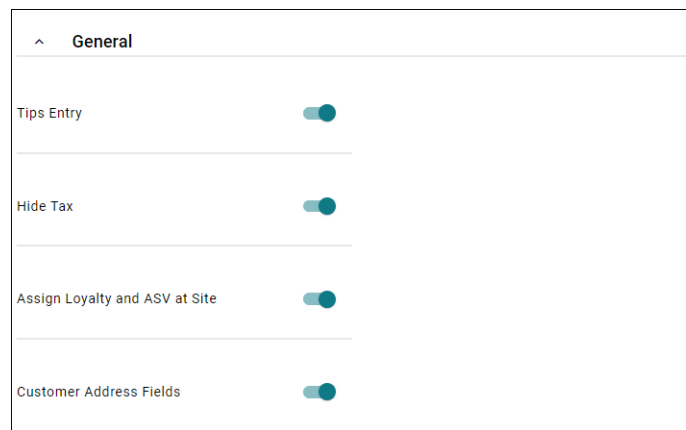 General
Tips Entry
Hide Tax
Assign Loyalty and ASV at Site
Customer Address Fields